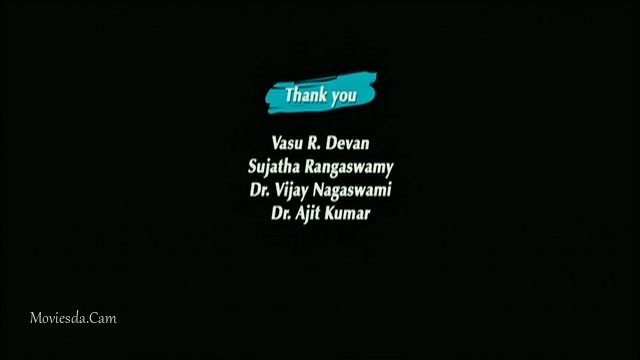 Thank you
Vasu R. Devan
Sujatha Rangaswamy
Dr. Vijay Nagaswami
Dr. Ajit Kumar
Moviesda.Cam